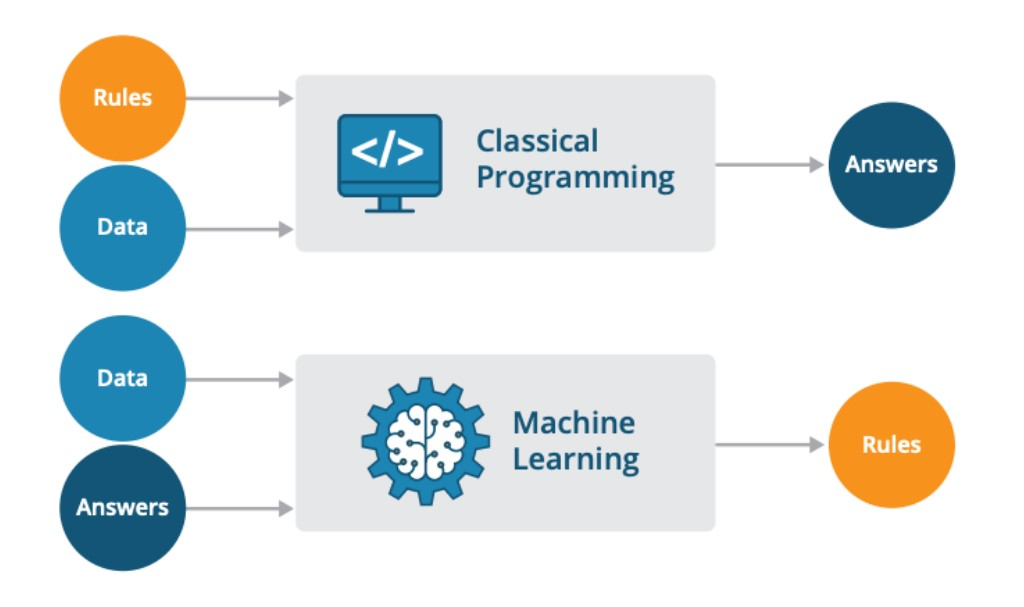 Rules
Data
</>
Classical
Programming
Answers
Data
Answers
Machine
Learning
Rules